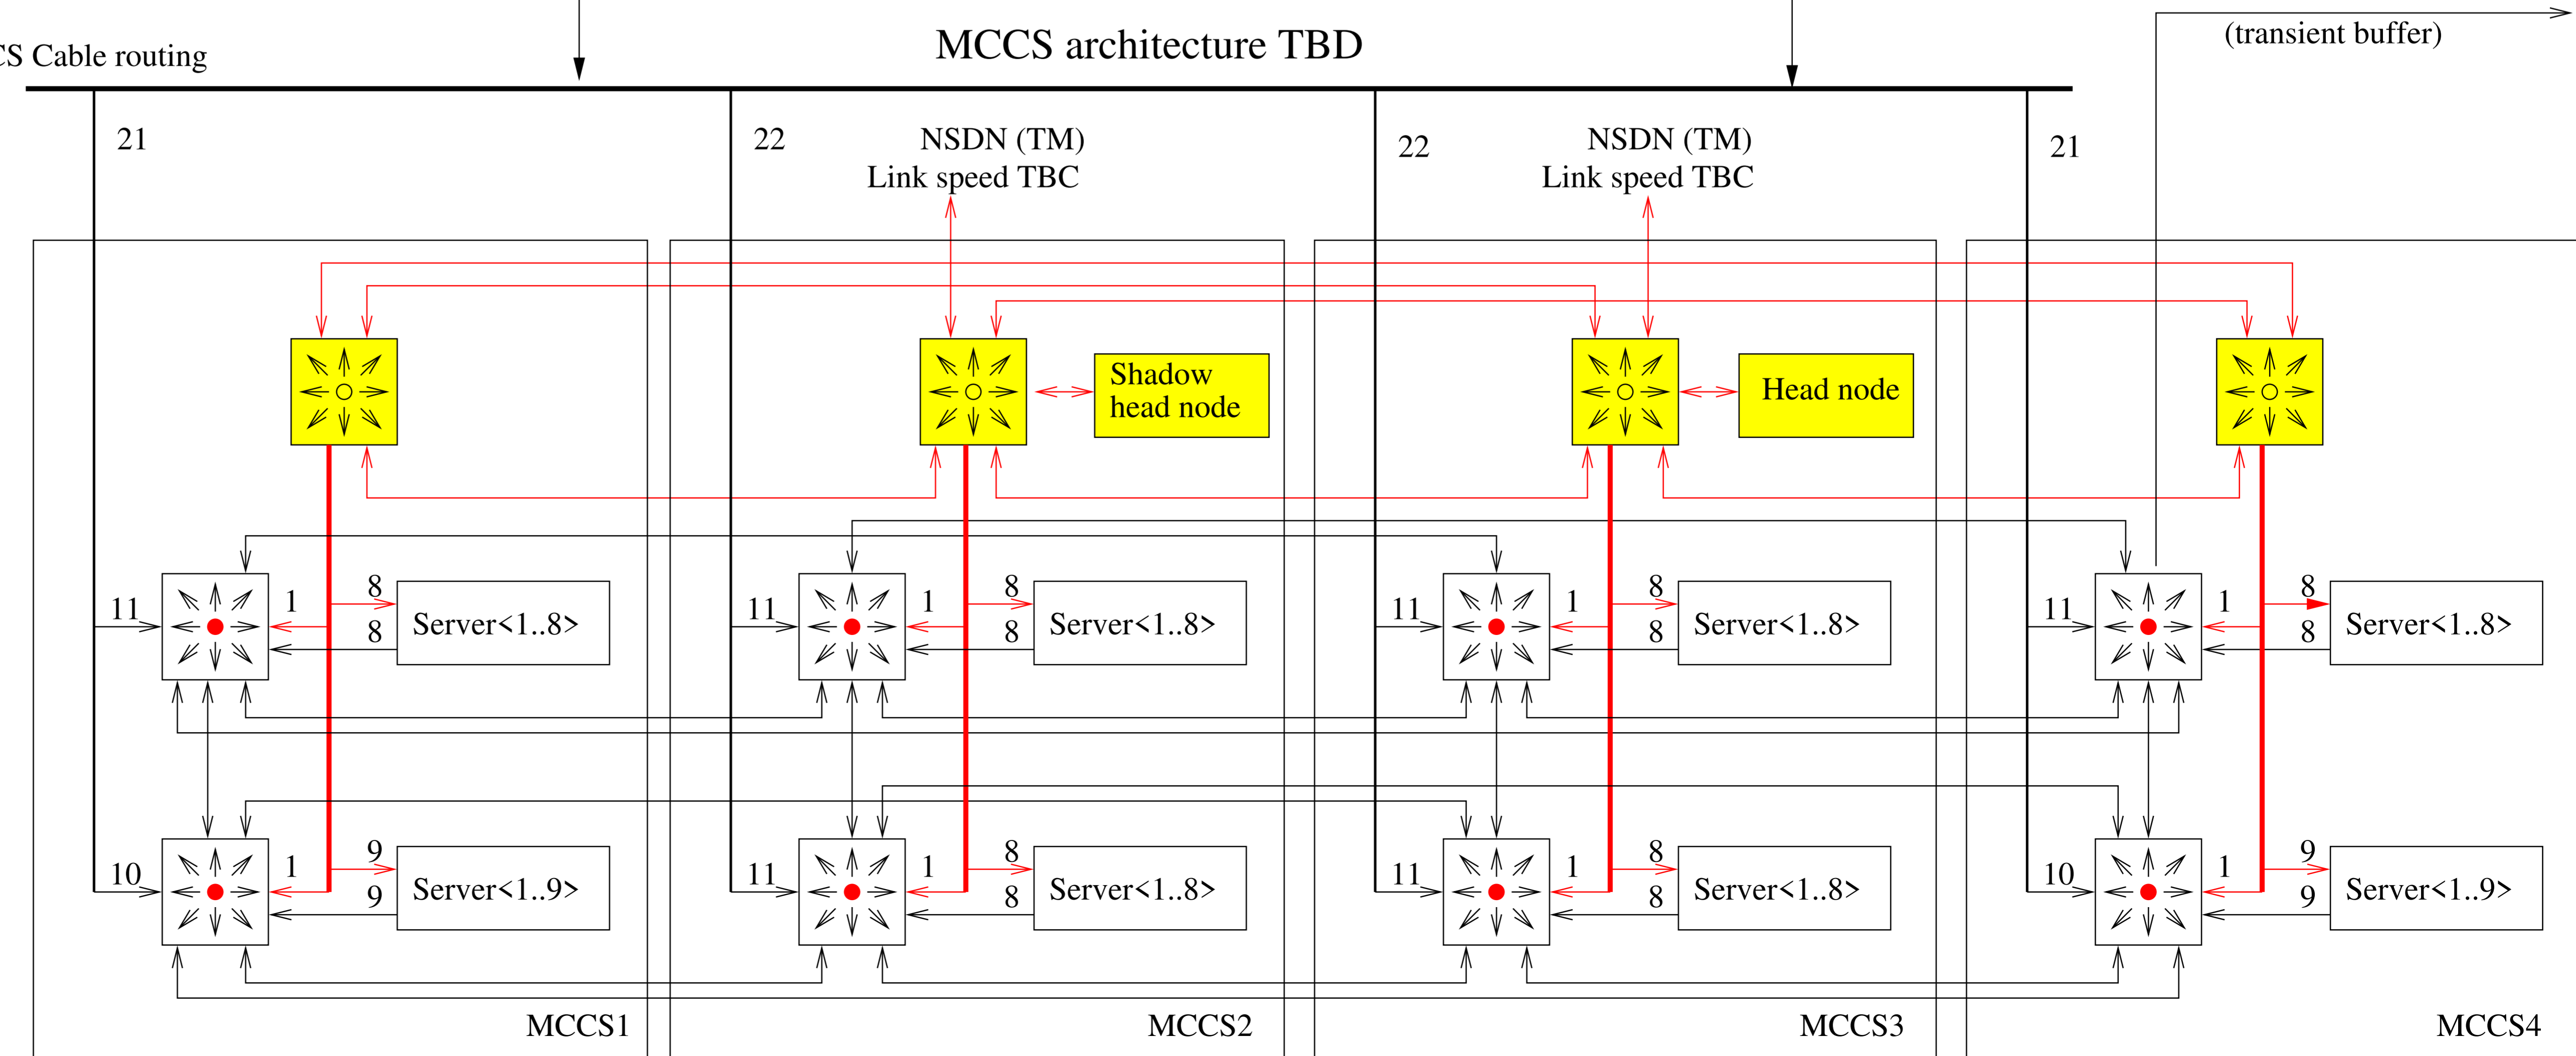 CS Cable routing
MCCS architecture TBD
(transient buffer)
21
22
NSDN (TM)
Link speed TBC
22
NSDN (TM)
Link speed TBC
21
Shadow
head node
Head node
11
1
8
8
Server<1..8>
11
1
8
8
Server<1..8>
11
1
8
8
Server<1..8>
11
1
8
8
Server<1..8>
10
1
9
9
Server<1..9>
11
1
8
8
Server<1..8>
11
1
8
8
Server<1..8>
10
1
9
9
Server<1..9>
MCCS1
MCCS2
MCCS3
MCCS4